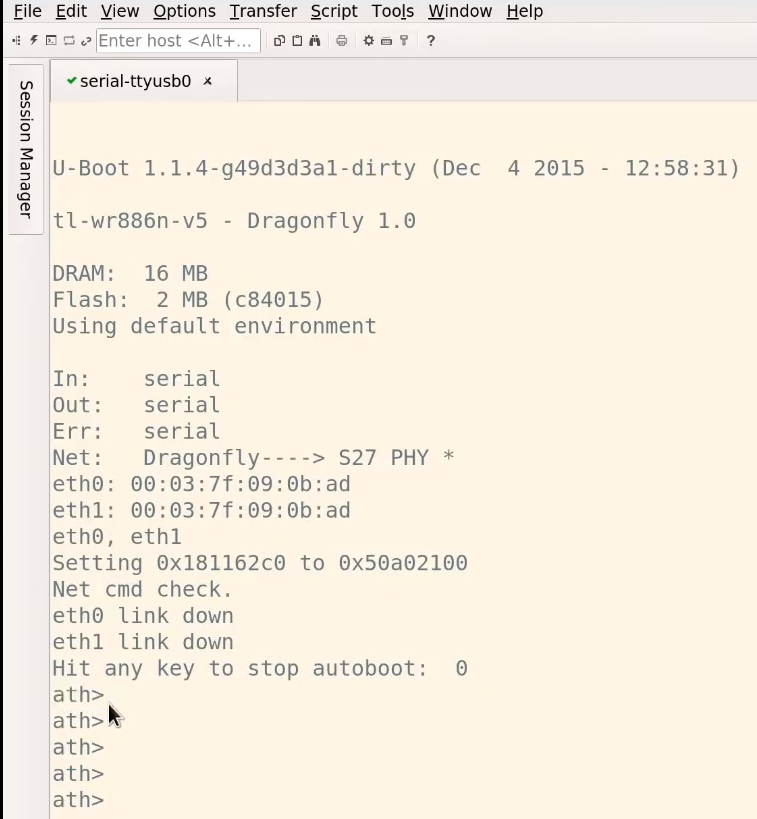 File Edit View Options Transfer Script Tools Window Help
Enter host <Alt+...
Session Manager
serial-ttyusb0
U-Boot 1.1.4-g49d3d3a1-dirty (Dec  4 2015 - 12:58:31)
tl-wr886n-v5 - Dragonfly 1.0
DRAM:  16 MB
Flash:  2 MB (c84015)
Using default environment
In:    serial
Out:   serial
Err:   serial
Net:   Dragonfly----> S27 PHY *
eth0: 00:03:7f:09:0b:ad
eth1: 00:03:7f:09:0b:ad
eth0, eth1
Setting 0x181162c0 to 0x50a02100
Net cmd check.
eth0 link down
eth1 link down
Hit any key to stop autoboot:  0
ath>
ath>
ath>
ath>
ath>